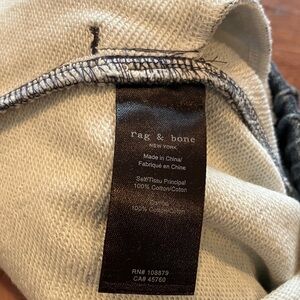 rag & bone
NEW YORK
Made in China/
Fabriqué en Chine
Self/Tissu Principal
100% Cotton/Coton
Combo
100% Cotton/Coton
RN# 108879
CA# 45760